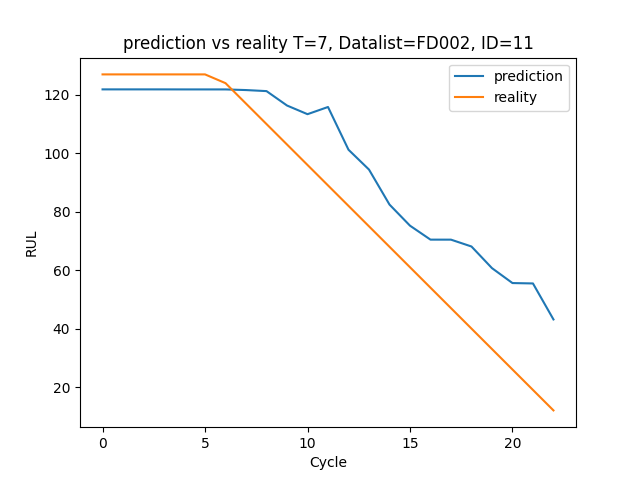 prediction vs reality T=7, Datalist=FD002, ID=11
prediction
reality
RUL
120
100
80
60
40
20
0 5 10 15 20
Cycle